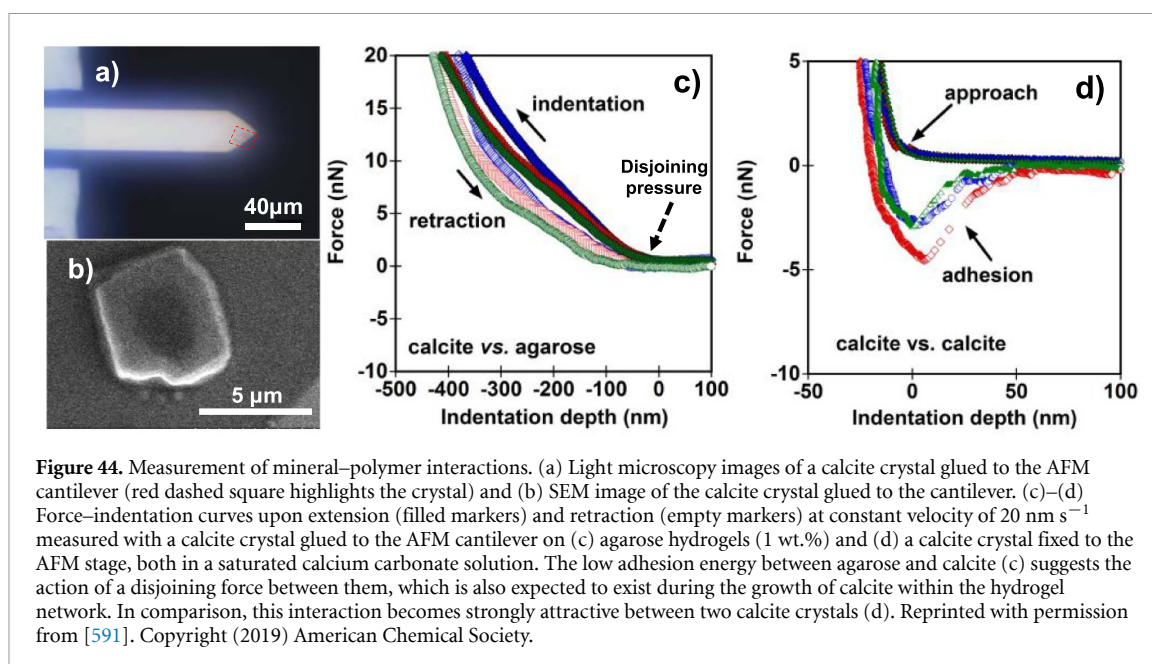 a)
40μm
b)
5 μm
c)
20
15
10
5
0
-5
-10
Force (nN)
indentation
retraction
Disjoining
pressure
calcite vs. agarose
-500 -400 -300 -200 -100 0 100
Indentation depth (nm)
d)
5
0
-5
-10
Force (nN)
approach
adhesion
calcite vs. calcite
-50 0 50 100
Indentation depth (nm)
Figure 44. Measurement of mineral–polymer interactions. (a) Light microscopy images of a calcite crystal glued to the AFM
cantilever (red dashed square highlights the crystal) and (b) SEM image of the calcite crystal glued to the cantilever. (c)–(d)
Force–indentation curves upon extension (filled markers) and retraction (empty markers) at constant velocity of 20 nm s⁻¹
measured with a calcite crystal glued to the AFM cantilever on (c) agarose hydrogels (1 wt.%) and (d) a calcite crystal fixed to the
AFM stage, both in a saturated calcium carbonate solution. The low adhesion energy between agarose and calcite (c) suggests the
action of a disjoining force between them, which is also expected to exist during the growth of calcite within the hydrogel
network. In comparison, this interaction becomes strongly attractive between two calcite crystals (d). Reprinted with permission
from [591]. Copyright (2019) American Chemical Society.